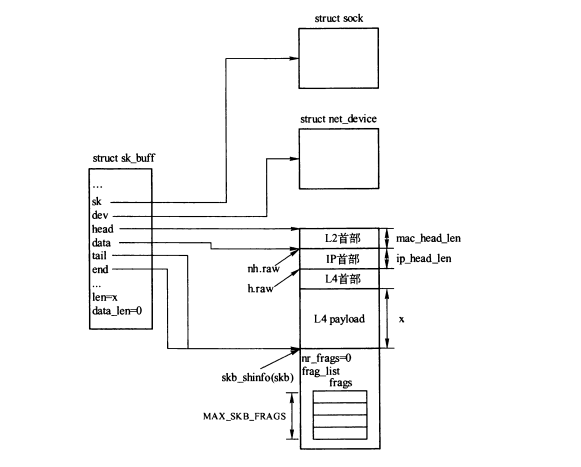 struct sock
struct net_device
struct sk_buff
...
sk
dev
head
data
tail
end
...
len=x
data_len=0
L2首部
mac_head_len
nh.raw
IP首部
ip_head_len
h.raw
L4首部
L4 payload
x
skb_shinfo(skb)
nr_frags=0
frag_list
frags
MAX_SKB_FRAGS